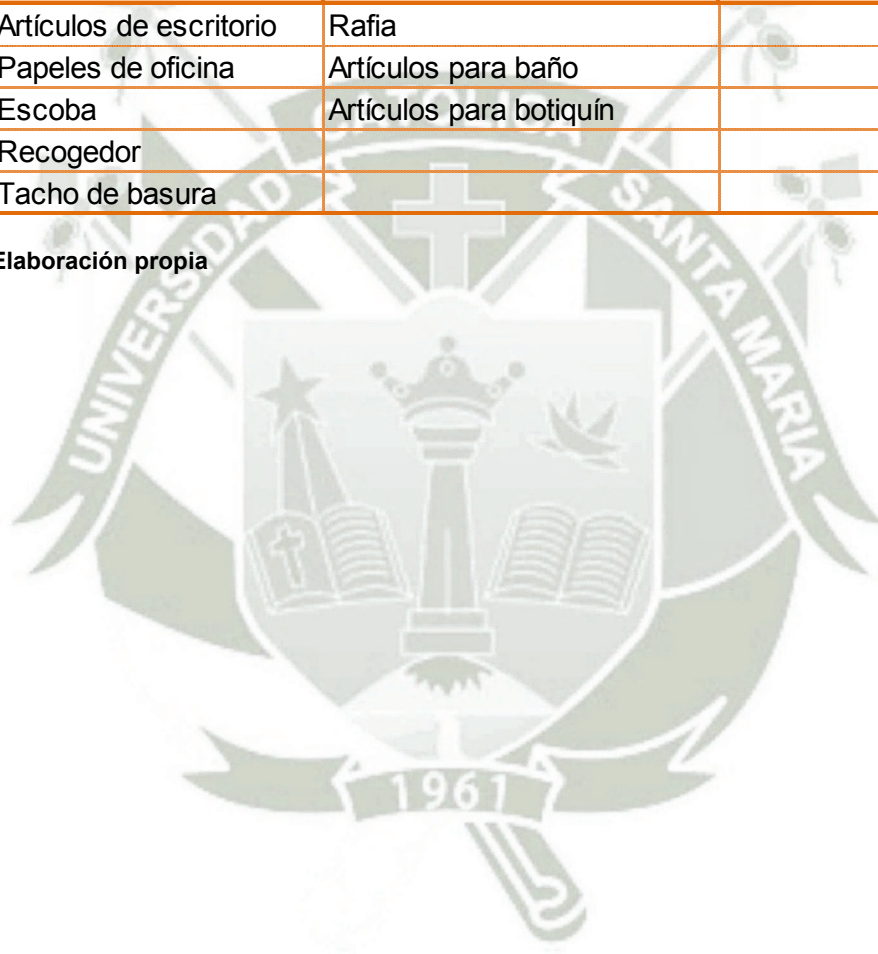 Artículos de escritorio Rafia
Papeles de oficina Artículos para baño
Escoba Artículos para botiquín
Recogedor
Tacho de basura
Elaboración propia
UNIVERSIDAD CATOLICA SANTA MARIA
1961